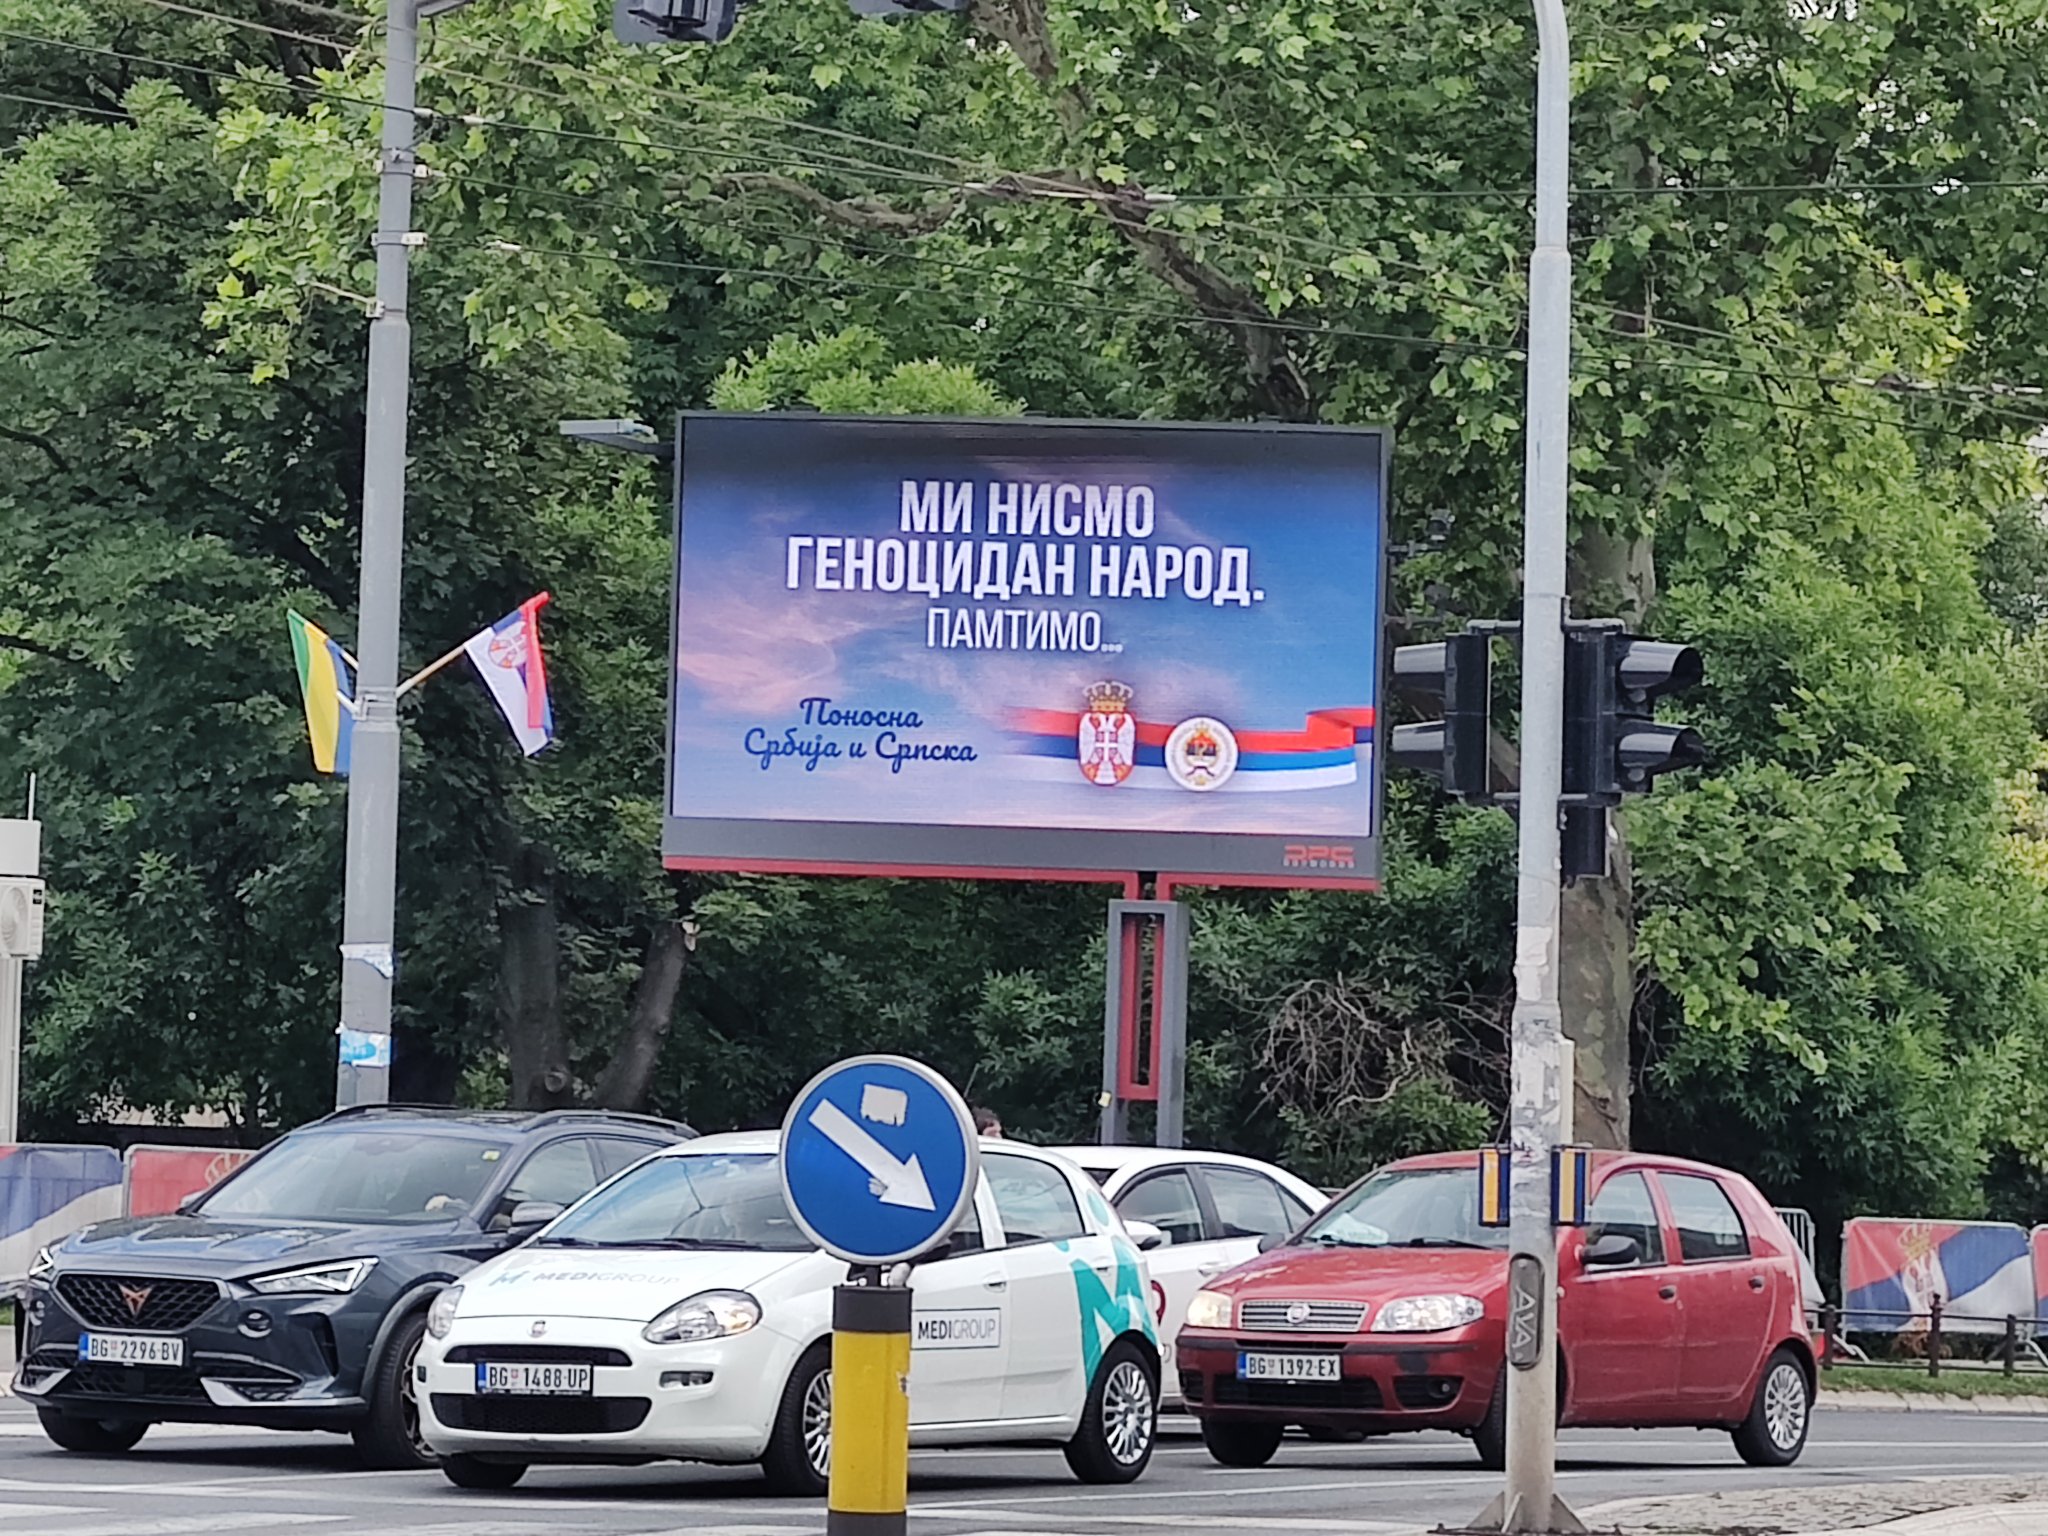 МИ НИСМО
ГЕНОЦИДАН НАРОД.
ПАМТИМО...
Поносна
Србија и Српска
MEDIGROUP
MEDIGROUP
BG 2296-BV
BG 1488-UP
BG 1392-EX
AVA